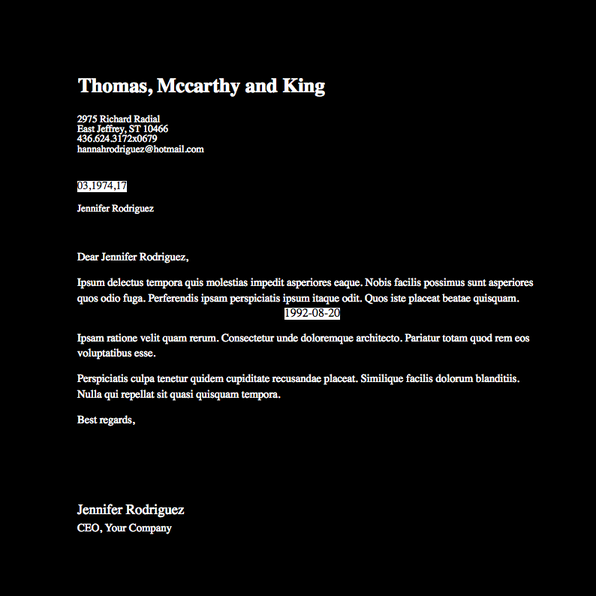 Thomas, Mccarthy and King
2975 Richard Radial
East Jeffrey, ST 10466
436.624.3172x0679
hannahrodriguez@hotmail.com
03,1974,17
Jennifer Rodriguez
Dear Jennifer Rodriguez,
Ipsum delectus tempora quis molestias impedit asperiores eaque. Nobis facilis possimus sunt asperiores
quos odio fuga. Perferendis ipsam perspiciatis ipsum itaque odit. Quos iste placeat beatae quisquam.
1992-08-20
Ipsam ratione velit quam rerum. Consectetur unde doloremque architecto. Pariatur totam quod rem eos
voluptatibus esse.
Perspiciatis culpa tenetur quidem cupiditate recusandae placeat. Similique facilis dolorum blanditiis.
Nulla qui repellat sit quasi quisquam tempora.
Best regards,
Jennifer Rodriguez
CEO, Your Company